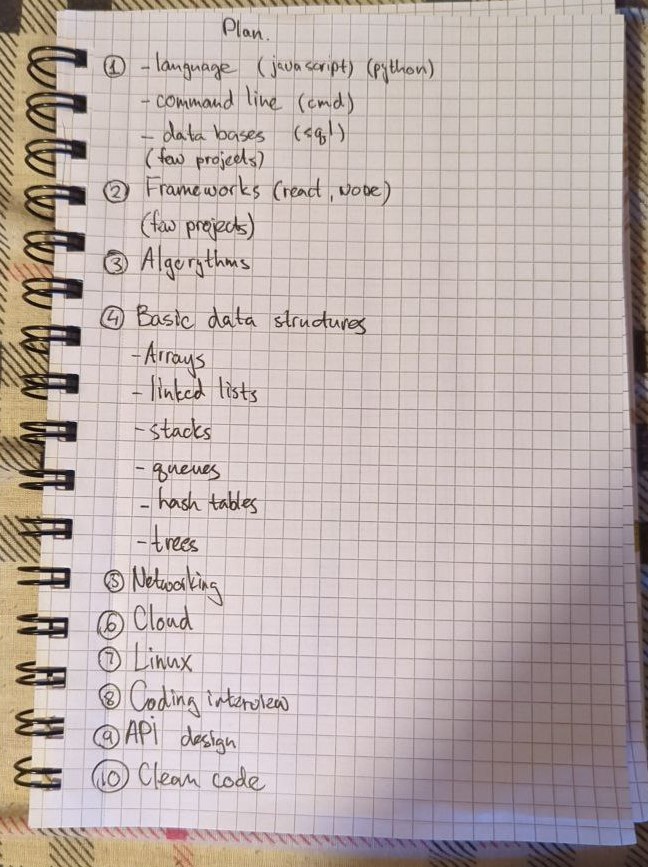 Plan.
① - language (javascript) (python)
- command line (cmd)
- data bases (sql)
(few projects)
② Frameworks (react, Node)
(few projects)
③ Algorythms
④ Basic data structures
- Arrays
- linked lists
- stacks
- queues
- hash tables
- trees
⑤ Networking
⑥ Cloud
⑦ Linux
⑧ Coding interview
⑨ API design
⑩ Clean code